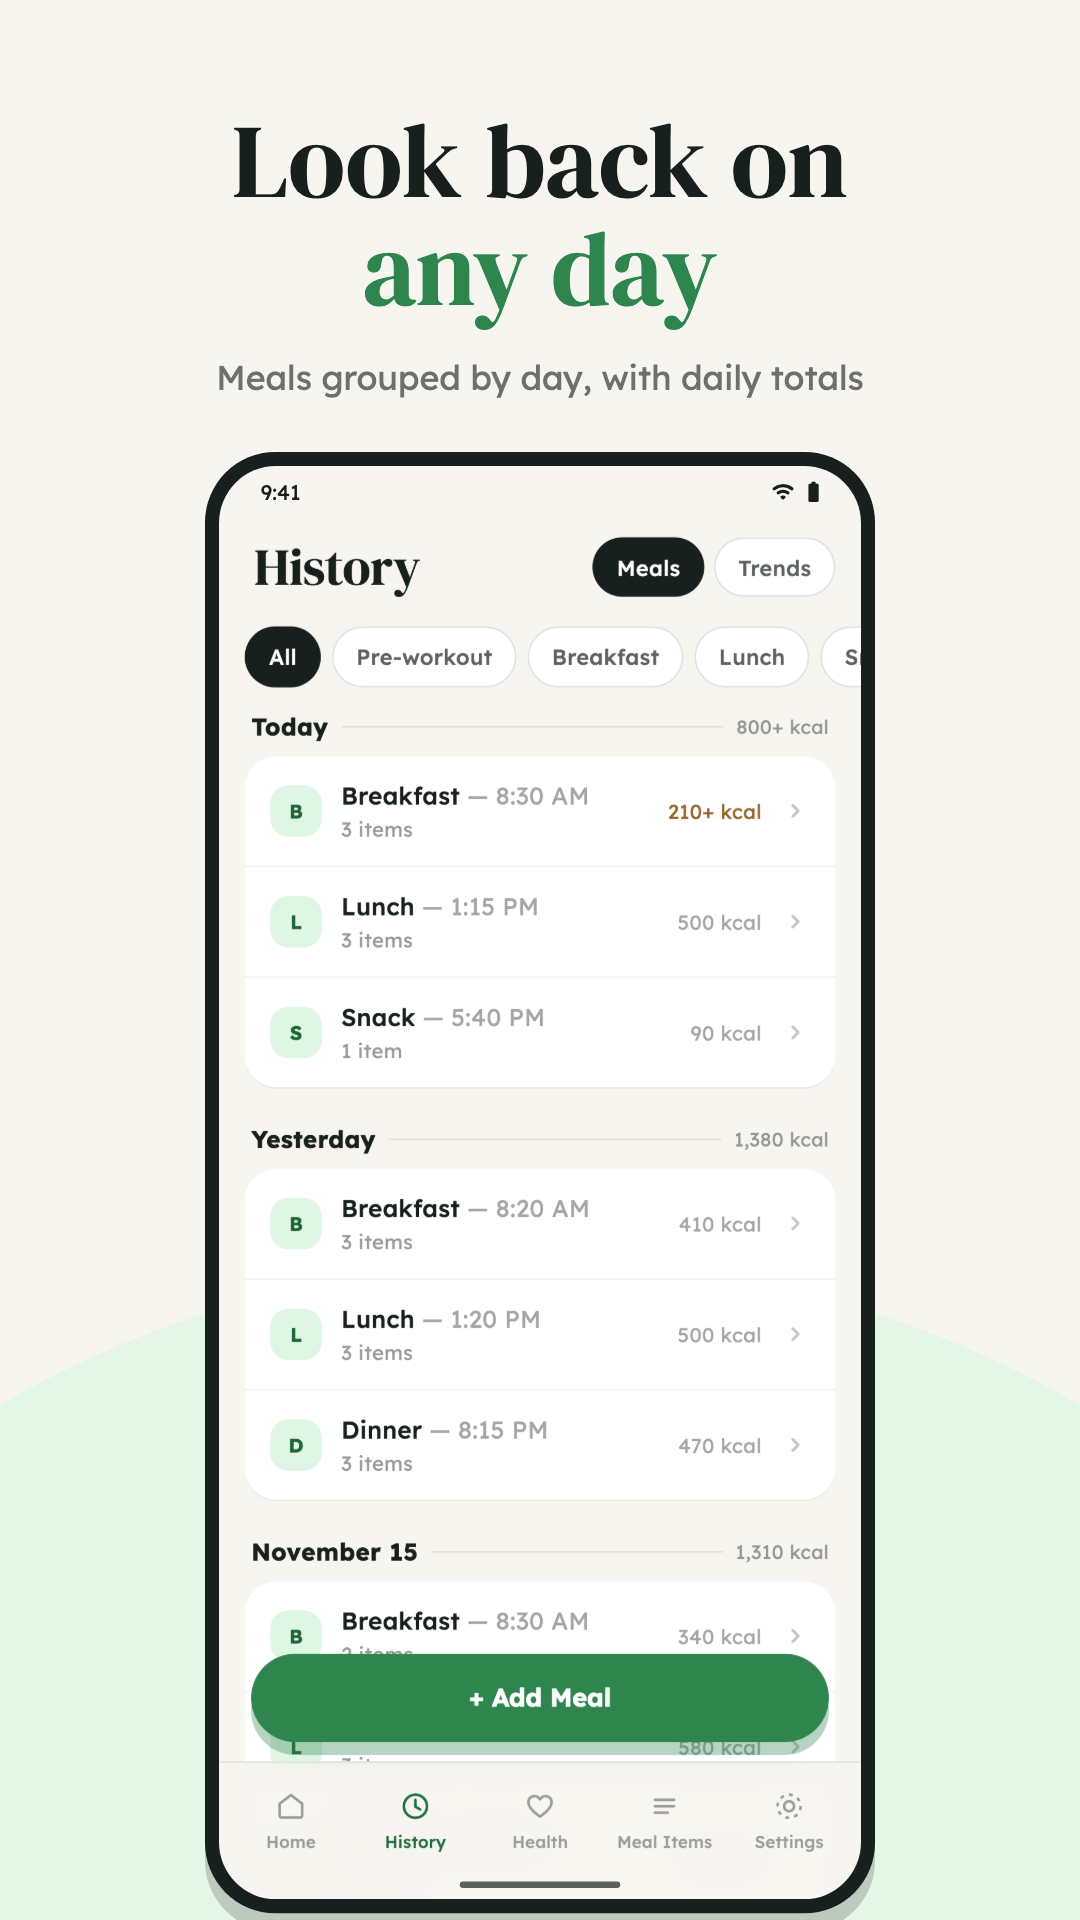 Look back on
any day
Meals grouped by day, with daily totals
9:41
History
Meals
Trends
All
Pre-workout
Breakfast
Lunch
Today
800+ kcal
B
Breakfast — 8:30 AM
3 items
210+ kcal
L
Lunch — 1:15 PM
3 items
500 kcal
S
Snack — 5:40 PM
1 item
90 kcal
Yesterday
1,380 kcal
B
Breakfast — 8:20 AM
3 items
410 kcal
L
Lunch — 1:20 PM
3 items
500 kcal
D
Dinner — 8:15 PM
3 items
470 kcal
November 15
1,310 kcal
B
Breakfast — 8:30 AM
340 kcal
+ Add Meal
L
580 kcal
Home
History
Health
Meal Items
Settings